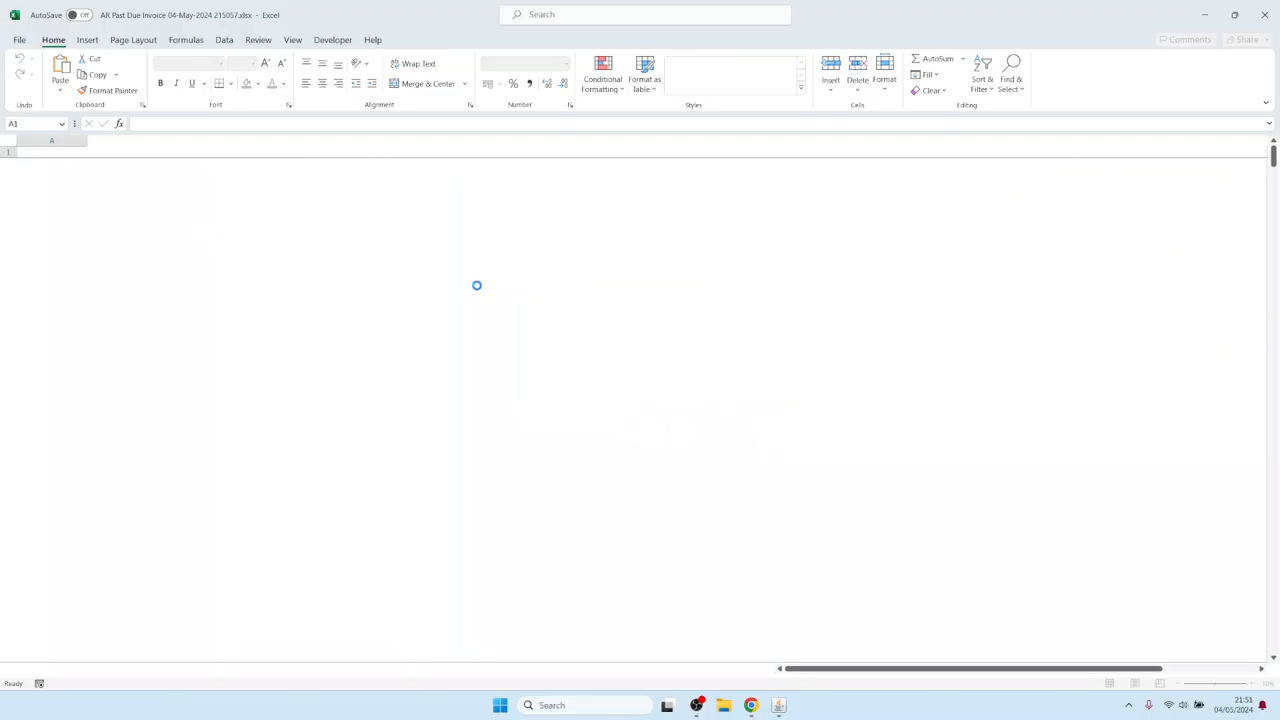 AutoSave Off AR Past Due Invoice 04-May-2024 215057.xlsx - Excel Search
File Home Insert Page Layout Formulas Data Review View Developer Help Comments Share
Cut
Copy
Format Painter
Paste
Undo
Clipboard
Font
Wrap Text
Merge & Center
Alignment
Number
Conditional
Formatting
Format as
Table
Styles
Insert
Delete
Format
Cells
AutoSum
Fill
Clear
Sort &
Filter
Find &
Select
Editing
A1
A
1
Ready
Search
21:51
04/05/2024